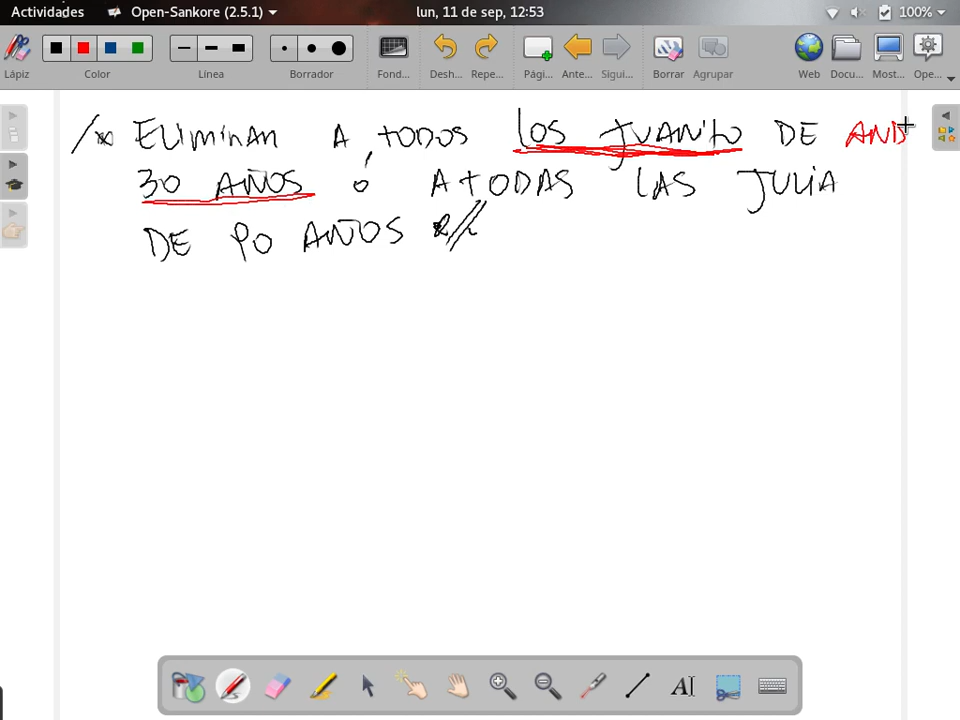 Actividades Open-Sankore (2.5.1) lun, 11 de sep, 12:53 100%
Lápiz Color Línea Borrador Fond... Desh... Repe... Pági... Ante... Sigui... Borrar Agrupar Web Docu... Most... Ope...
/* ELiminAn A TODOS LOS JUANITO DE AND
30 AÑOS ó A TODAS LAS JULIA
DE 90 AÑOS */